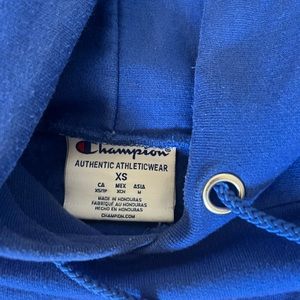 Champion®
AUTHENTIC ATHLETICWEAR
XS
CA MEX ASIA
XS/TP XCH M
MADE IN HONDURAS
FABRIQUÉ AU HONDURAS
HECHO EN HONDURAS
CHAMPION.COM